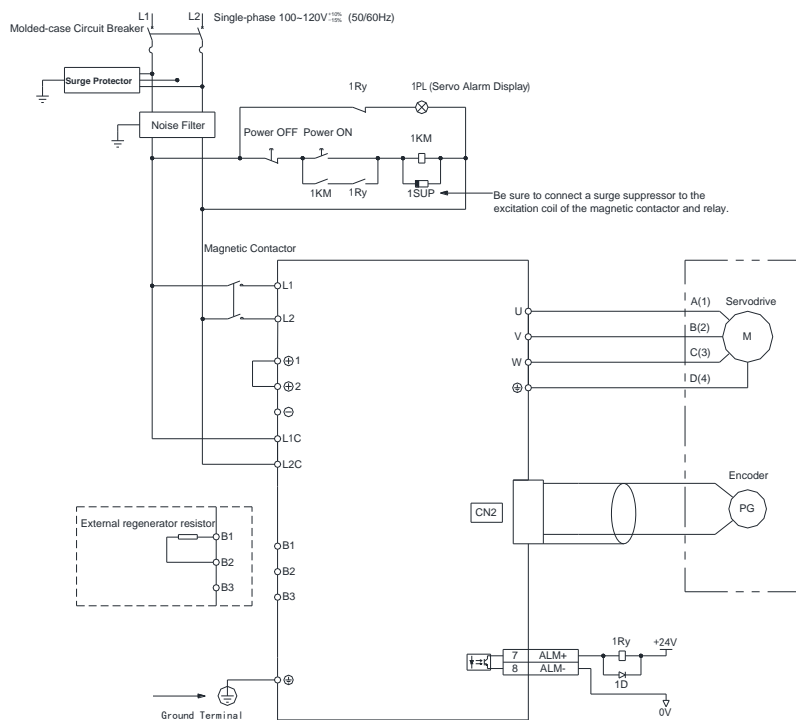 L1 L2 Single-phase 100~120V +10% -15% (50/60Hz)
Molded-case Circuit Breaker
Surge Protector
1Ry 1PL (Servo Alarm Display)
Noise Filter
Power OFF Power ON 1KM
1KM 1Ry 1SUP
Be sure to connect a surge suppressor to the
excitation coil of the magnetic contactor and relay.
Magnetic Contactor
L1
A(1) Servodrive
U
L2
B(2)
V M
C(3)
1
W
D(4)
2
L1C
L2C
Encoder
CN2 PG
External regenerator resistor
B1
B2
B3
B1
B2
B3
1Ry +24V
7 ALM+
8 ALM-
1D
0V
Ground Terminal